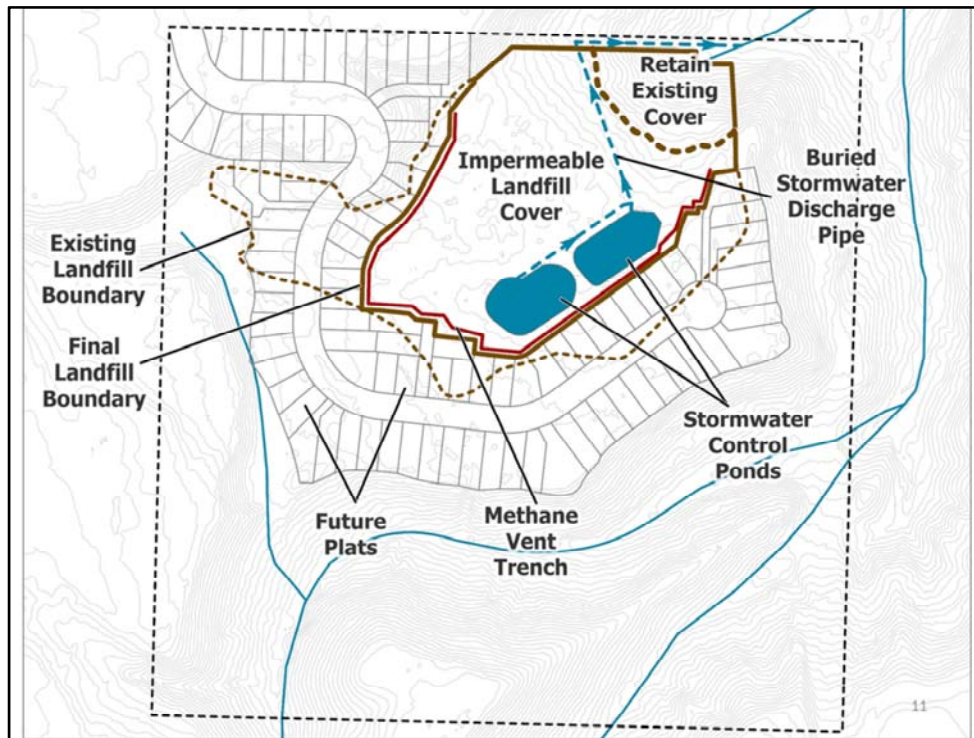 Retain
Existing
Cover
Impermeable
Landfill
Cover
Buried
Stormwater
Discharge
Pipe
Existing
Landfill
Boundary
Final
Landfill
Boundary
Stormwater
Control
Ponds
Future
Plats
Methane
Vent
Trench
11